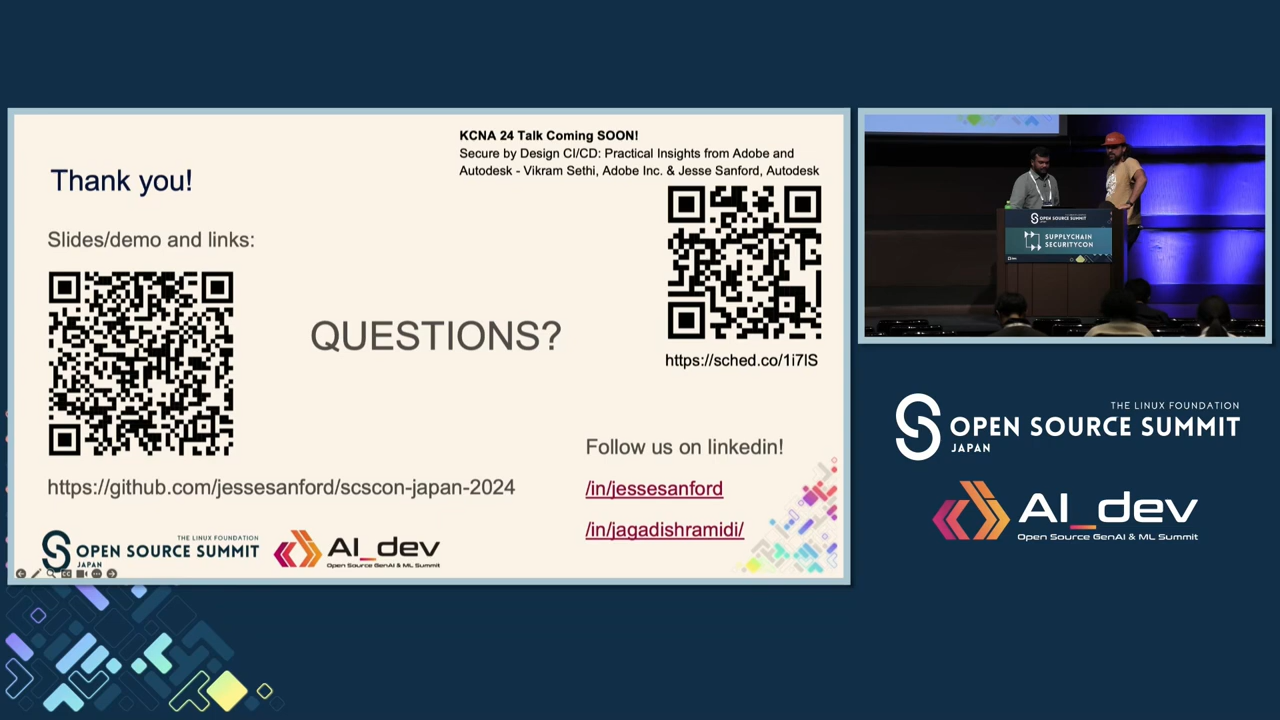 KCNA 24 Talk Coming SOON!
Secure by Design CI/CD: Practical Insights from Adobe and
Autodesk - Vikram Sethi, Adobe Inc. & Jesse Sanford, Autodesk
Thank you!
Slides/demo and links:
QUESTIONS?
https://sched.co/1i7lS
Follow us on linkedin!
/in/jessesanford
/in/jagadishramidi/
https://github.com/jessesanford/scscon-japan-2024
THE LINUX FOUNDATION
OPEN SOURCE SUMMIT
JAPAN
AI_dev
Open Source GenAI & ML Summit
OPEN SOURCE SUMMIT
SUPPLYCHAIN
SECURITYCON
THE LINUX FOUNDATION
OPEN SOURCE SUMMIT
JAPAN
AI_dev
Open Source GenAI & ML Summit